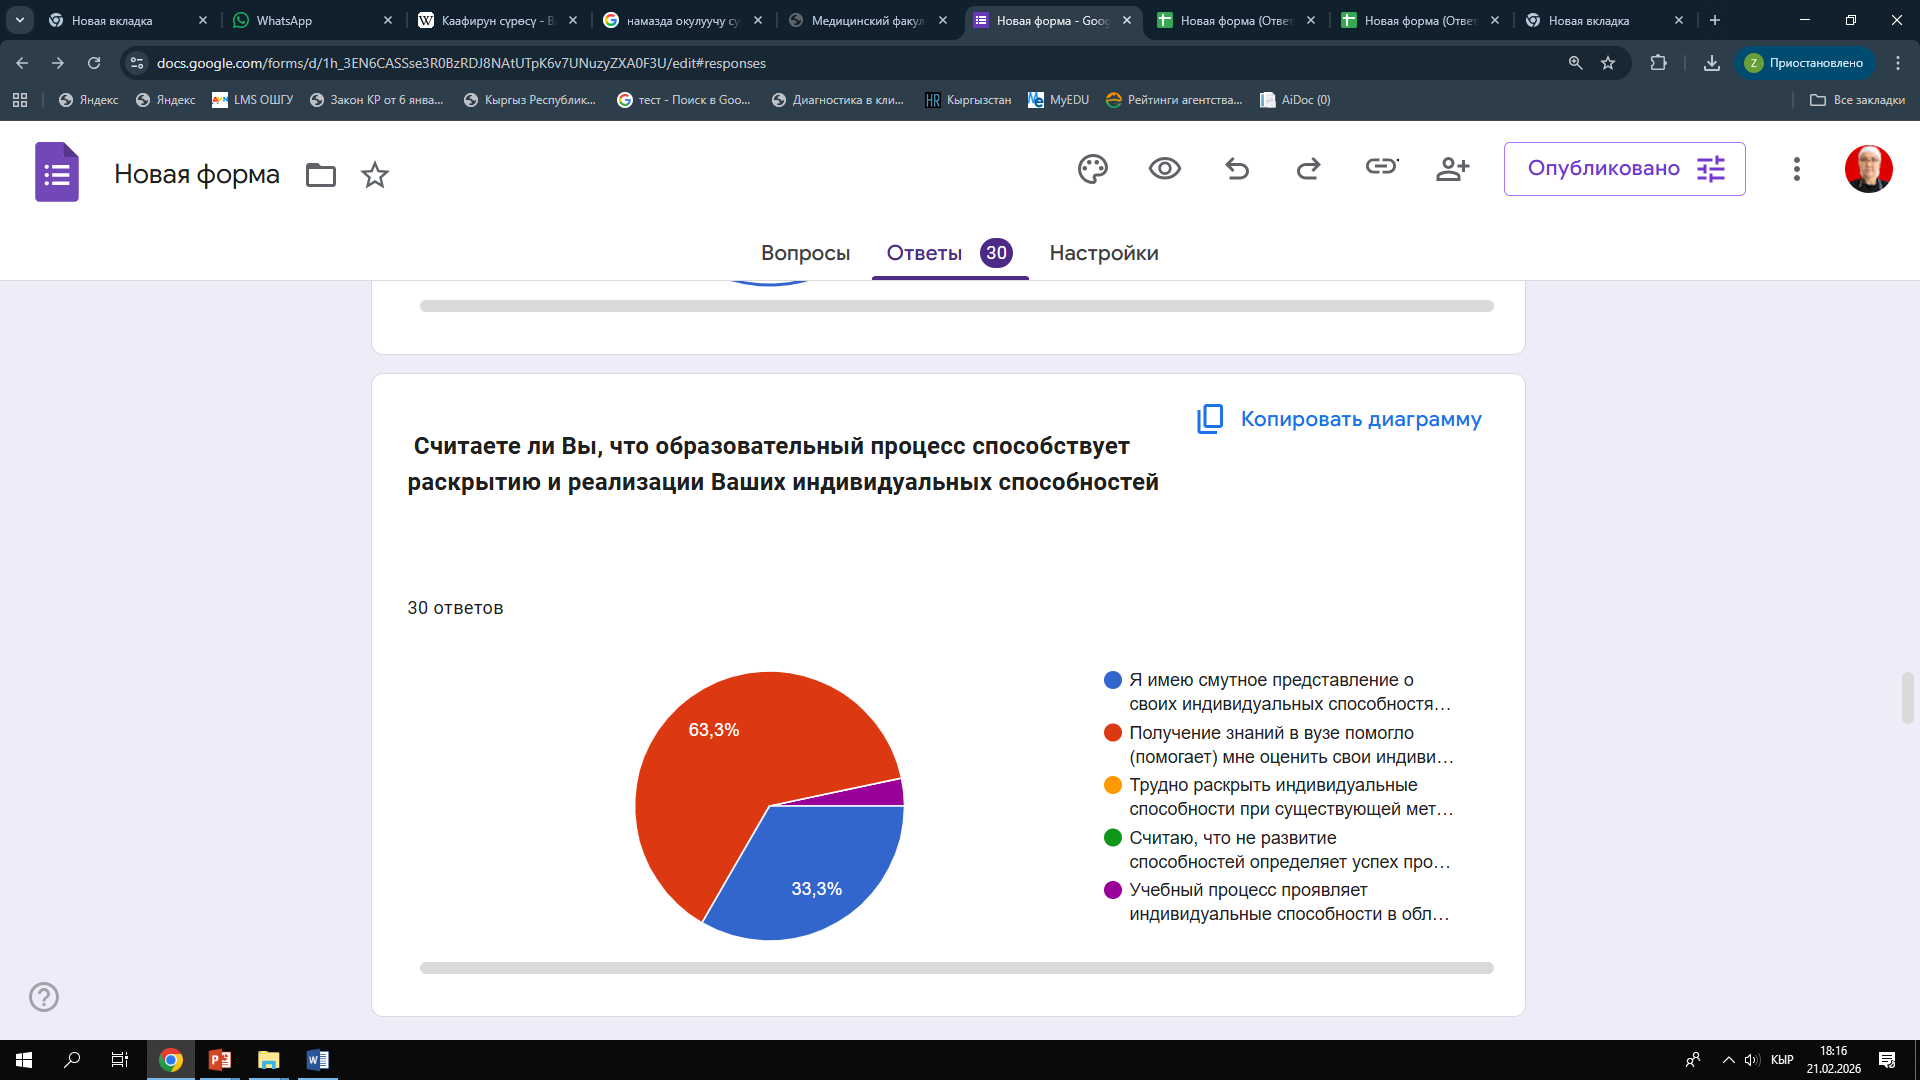 Новая вкладка
WhatsApp
Каафирун сүрөсү - В
намазда окулуучу су
Медицинский факул
Новая форма - Goog
Новая форма (Ответ
Новая форма (Ответ
Новая вкладка
docs.google.com/forms/d/1h_3EN6CASSse3R0BzRDJ8NAtUTpK6v7UNuzyZXA0F3U/edit#responses
Z Приостановлено
Яндекс
Яндекс
LMS ОШГУ
Закон КР от 6 янва...
Кыргыз Республик...
тест - Поиск в Goo...
Диагностика в кли...
HR Кыргызстан
MyEDU
Рейтинги агентства...
AiDoc (0)
Все закладки
Новая форма
Опубликовано
Вопросы
Ответы 30
Настройки
Копировать диаграмму
Считаете ли Вы, что образовательный процесс способствует
раскрытию и реализации Ваших индивидуальных способностей
30 ответов
63,3%
33,3%
Я имею смутное представление о
своих индивидуальных способностя...
Получение знаний в вузе помогло
(помогает) мне оценить свои индиви...
Трудно раскрыть индивидуальные
способности при существующей мет...
Считаю, что не развитие
способностей определяет успех про...
Учебный процесс проявляет
индивидуальные способности в обл...
КЫР
18:16
21.02.2026